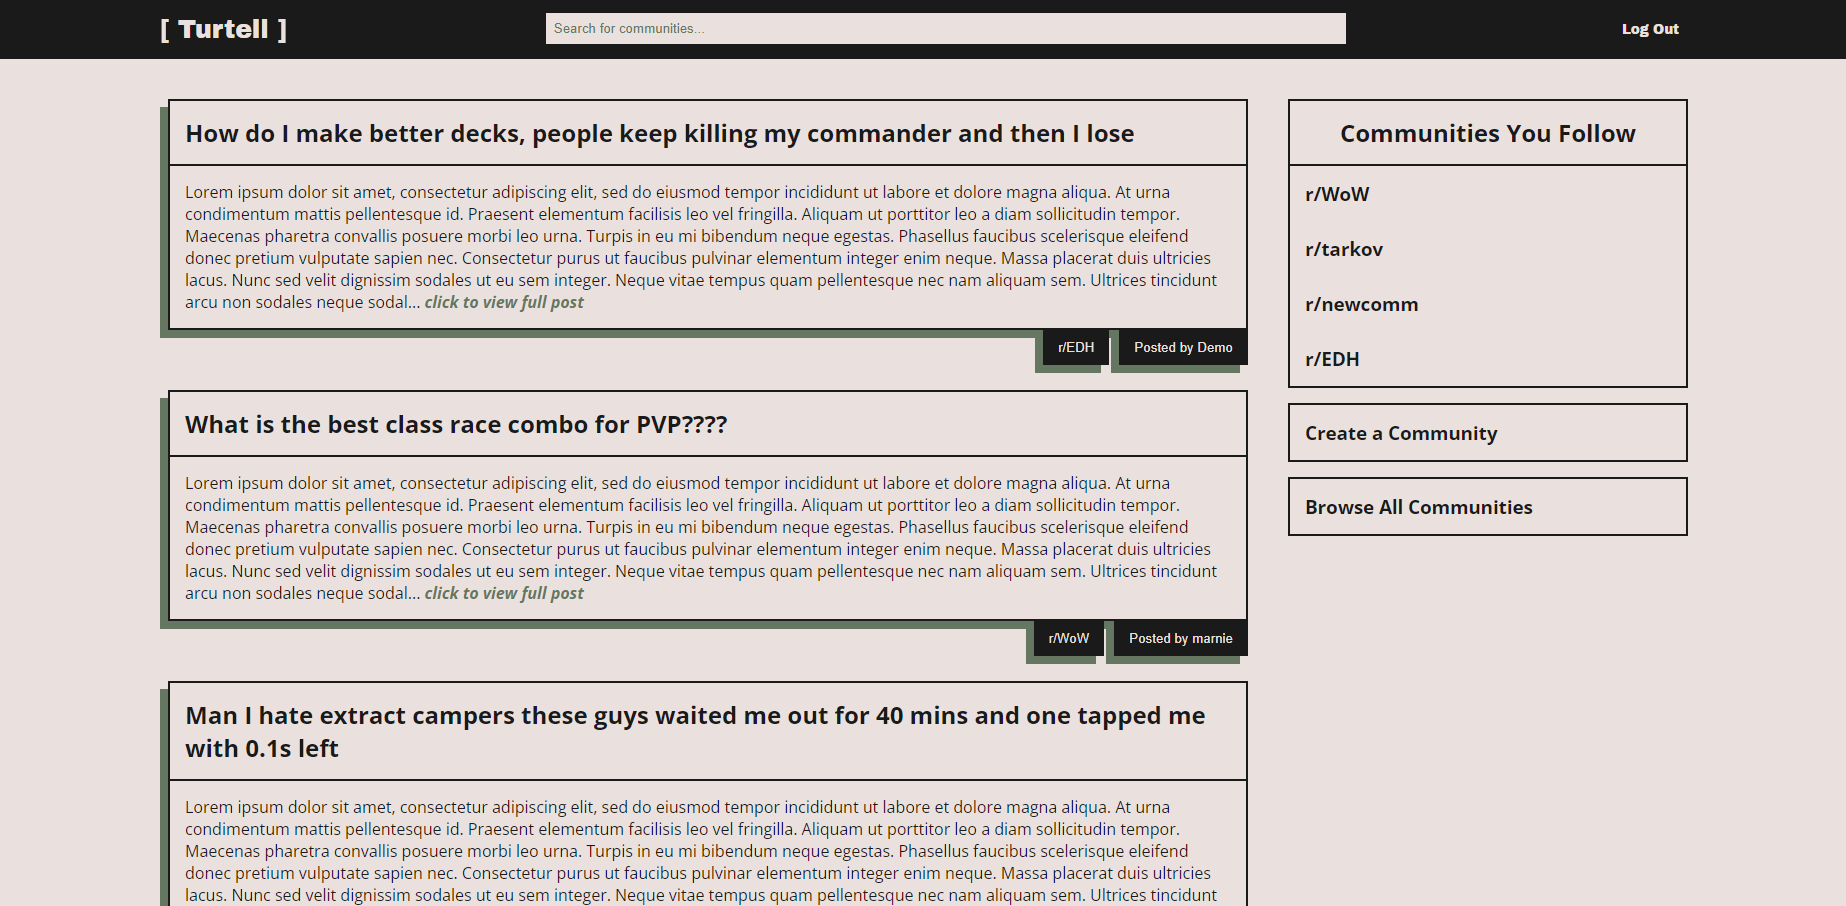 [ Turtell ]
Search for communities...
Log Out
How do I make better decks, people keep killing my commander and then I lose
Lorem ipsum dolor sit amet, consectetur adipiscing elit, sed do eiusmod tempor incididunt ut labore et dolore magna aliqua. At urna
condimentum mattis pellentesque id. Praesent elementum facilisis leo vel fringilla. Aliquam ut porttitor leo a diam sollicitudin tempor.
Maecenas pharetra convallis posuere morbi leo urna. Turpis in eu mi bibendum neque egestas. Phasellus faucibus scelerisque eleifend
donec pretium vulputate sapien nec. Consectetur purus ut faucibus pulvinar elementum integer enim neque. Massa placerat duis ultricies
lacus. Nunc sed velit dignissim sodales ut eu sem integer. Neque vitae tempus quam pellentesque nec nam aliquam sem. Ultrices tincidunt
arcu non sodales neque sodal... click to view full post
r/EDH
Posted by Demo
What is the best class race combo for PVP????
Lorem ipsum dolor sit amet, consectetur adipiscing elit, sed do eiusmod tempor incididunt ut labore et dolore magna aliqua. At urna
condimentum mattis pellentesque id. Praesent elementum facilisis leo vel fringilla. Aliquam ut porttitor leo a diam sollicitudin tempor.
Maecenas pharetra convallis posuere morbi leo urna. Turpis in eu mi bibendum neque egestas. Phasellus faucibus scelerisque eleifend
donec pretium vulputate sapien nec. Consectetur purus ut faucibus pulvinar elementum integer enim neque. Massa placerat duis ultricies
lacus. Nunc sed velit dignissim sodales ut eu sem integer. Neque vitae tempus quam pellentesque nec nam aliquam sem. Ultrices tincidunt
arcu non sodales neque sodal... click to view full post
r/WoW
Posted by marnie
Man I hate extract campers these guys waited me out for 40 mins and one tapped me
with 0.1s left
Lorem ipsum dolor sit amet, consectetur adipiscing elit, sed do eiusmod tempor incididunt ut labore et dolore magna aliqua. At urna
condimentum mattis pellentesque id. Praesent elementum facilisis leo vel fringilla. Aliquam ut porttitor leo a diam sollicitudin tempor.
Maecenas pharetra convallis posuere morbi leo urna. Turpis in eu mi bibendum neque egestas. Phasellus faucibus scelerisque eleifend
donec pretium vulputate sapien nec. Consectetur purus ut faucibus pulvinar elementum integer enim neque. Massa placerat duis ultricies
lacus. Nunc sed velit dignissim sodales ut eu sem integer. Neque vitae tempus quam pellentesque nec nam aliquam sem. Ultrices tincidunt
Communities You Follow
r/WoW
r/tarkov
r/newcomm
r/EDH
Create a Community
Browse All Communities